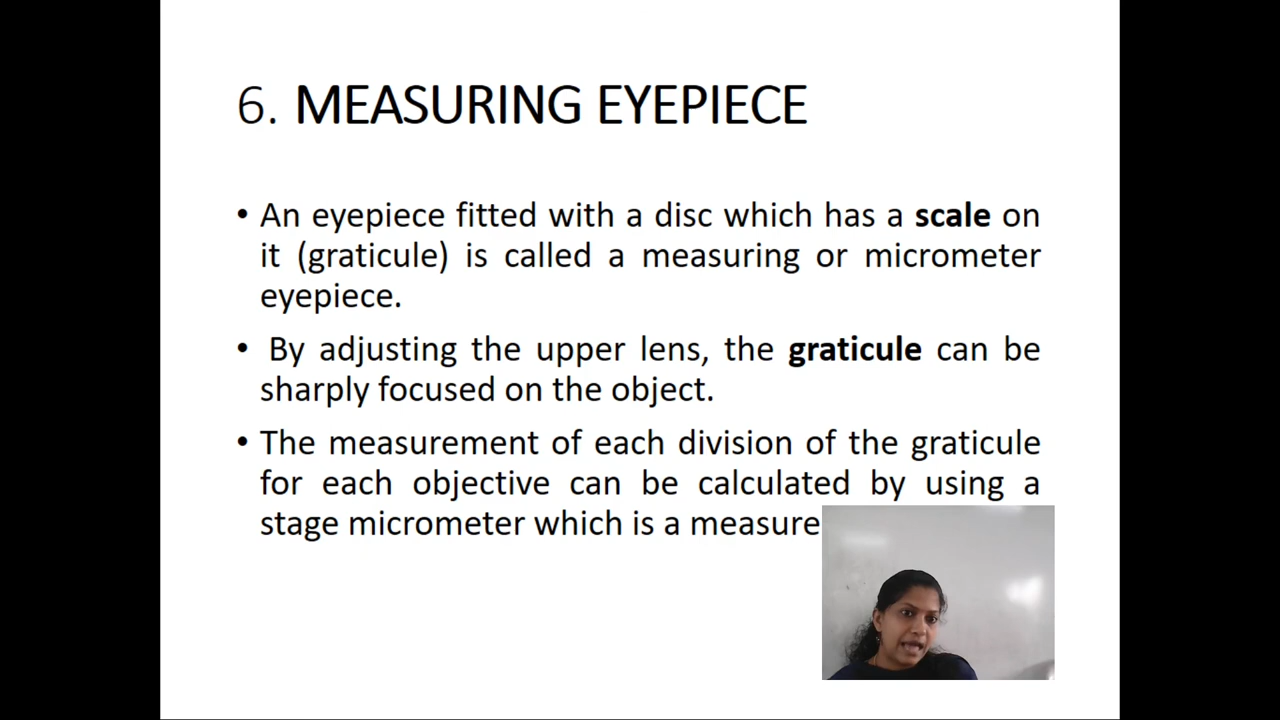 6. MEASURING EYEPIECE
• An eyepiece fitted with a disc which has a scale on
it (graticule) is called a measuring or micrometer
eyepiece.
• By adjusting the upper lens, the graticule can be
sharply focused on the object.
• The measurement of each division of the graticule
for each objective can be calculated by using a
stage micrometer which is a measure